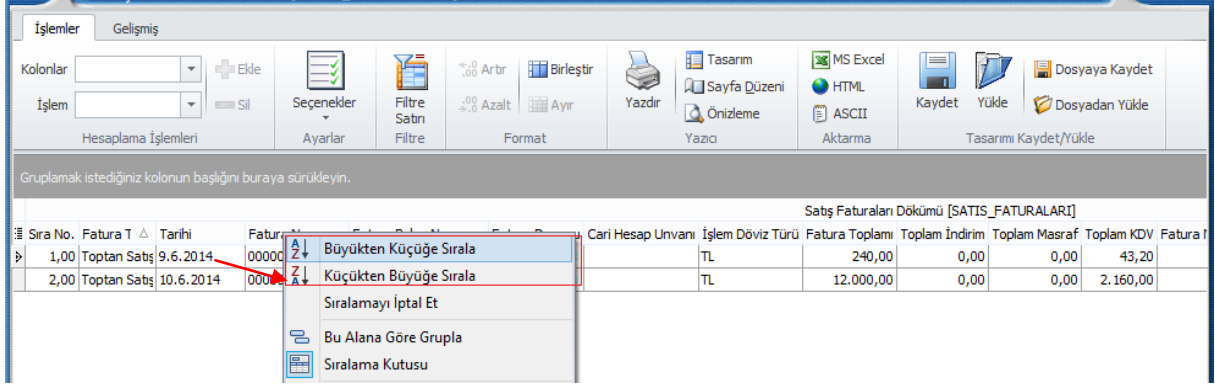 İşlemler Gelişmiş
Kolonlar Ekle Artır Birleştir Tasarım MS Excel Dosyaya Kaydet
Sayfa Düzeni HTML
İşlem Sil Seçenekler Filtre Satırı Azalt Ayır Yazdır Önizleme ASCII Kaydet Yükle Dosyadan Yükle
Hesaplama İşlemleri Ayarlar Filtre Format Yazıcı Aktarma Tasarımı Kaydet/Yükle
Gruplamak istediğiniz kolonun başlığını buraya sürükleyin.
Satış Faturaları Dökümü [SATIS_FATURALARI]
Sıra No. Fatura T Tarihi Cari Hesap Unvanı İşlem Döviz Türü Fatura Toplamı Toplam İndirim Toplam Masraf Toplam KDV
Büyükten Küçüğe Sırala
1,00 Toptan Satış 9.6.2014 TL 240,00 0,00 0,00 43,20
Küçükten Büyüğe Sırala
2,00 Toptan Satış 10.6.2014 TL 12.000,00 0,00 0,00 2.160,00
Sıralamayı İptal Et
Bu Alana Göre Grupla
Sıralama Kutusu